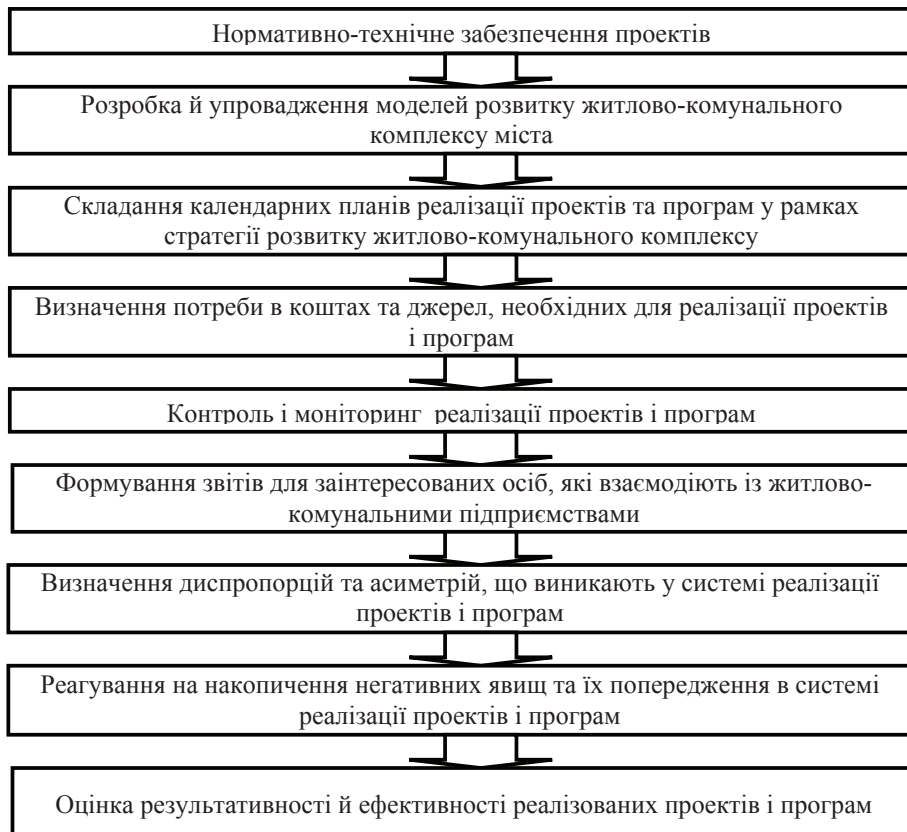 Нормативно-технічне забезпечення проектів
Розробка й упровадження моделей розвитку житлово-комунального
комплексу міста
Складання календарних планів реалізації проектів та програм у рамках
стратегії розвитку житлово-комунального комплексу
Визначення потреби в коштах та джерел, необхідних для реалізації проектів
і програм
Контроль і моніторинг реалізації проектів і програм
Формування звітів для заінтересованих осіб, які взаємодіють із житлово-
комунальними підприємствами
Визначення диспропорцій та асиметрій, що виникають у системі реалізації
проектів і програм
Реагування на накопичення негативних явищ та їх попередження в системі
реалізації проектів і програм
Оцінка результативності й ефективності реалізованих проектів і програм